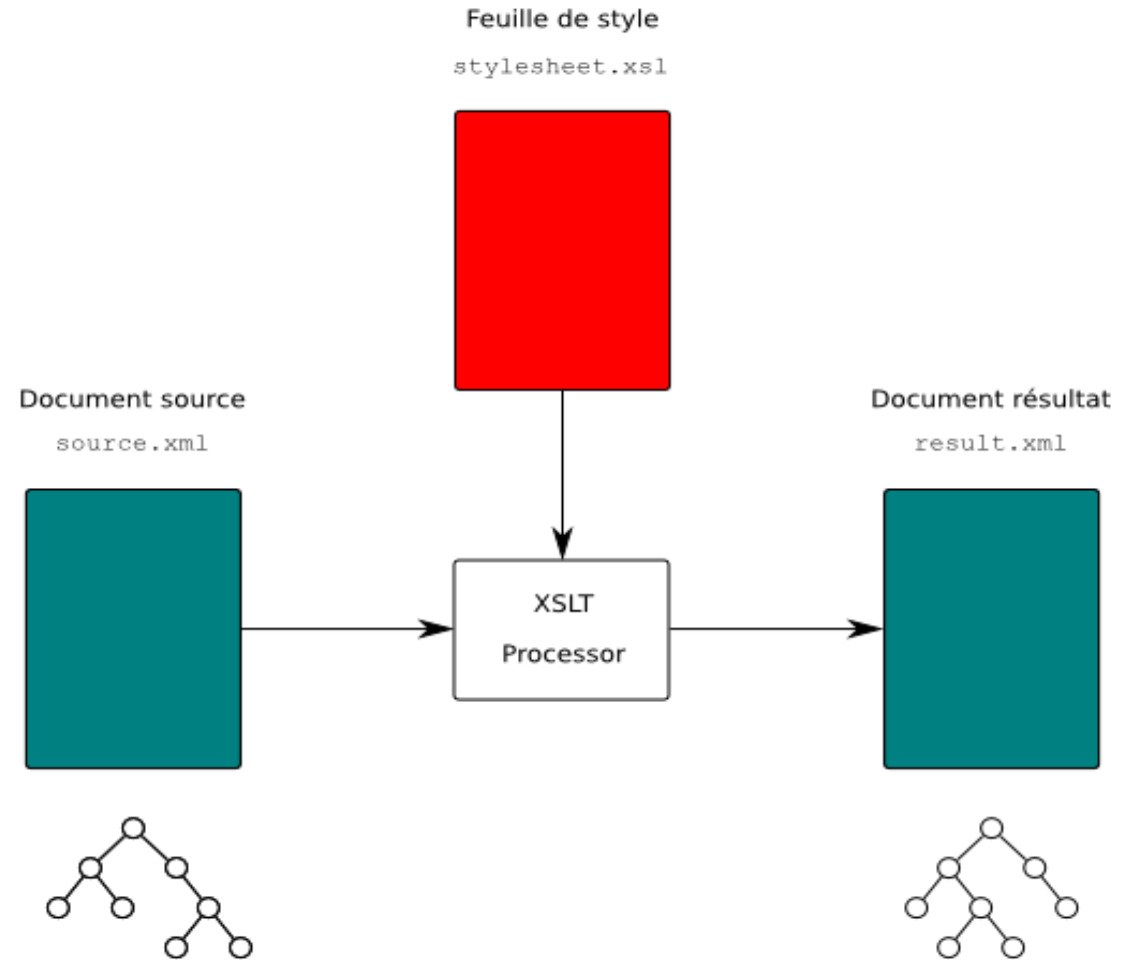 Feuille de style
stylesheet.xsl
Document source
source.xml
Document résultat
result.xml
XSLT
Processor